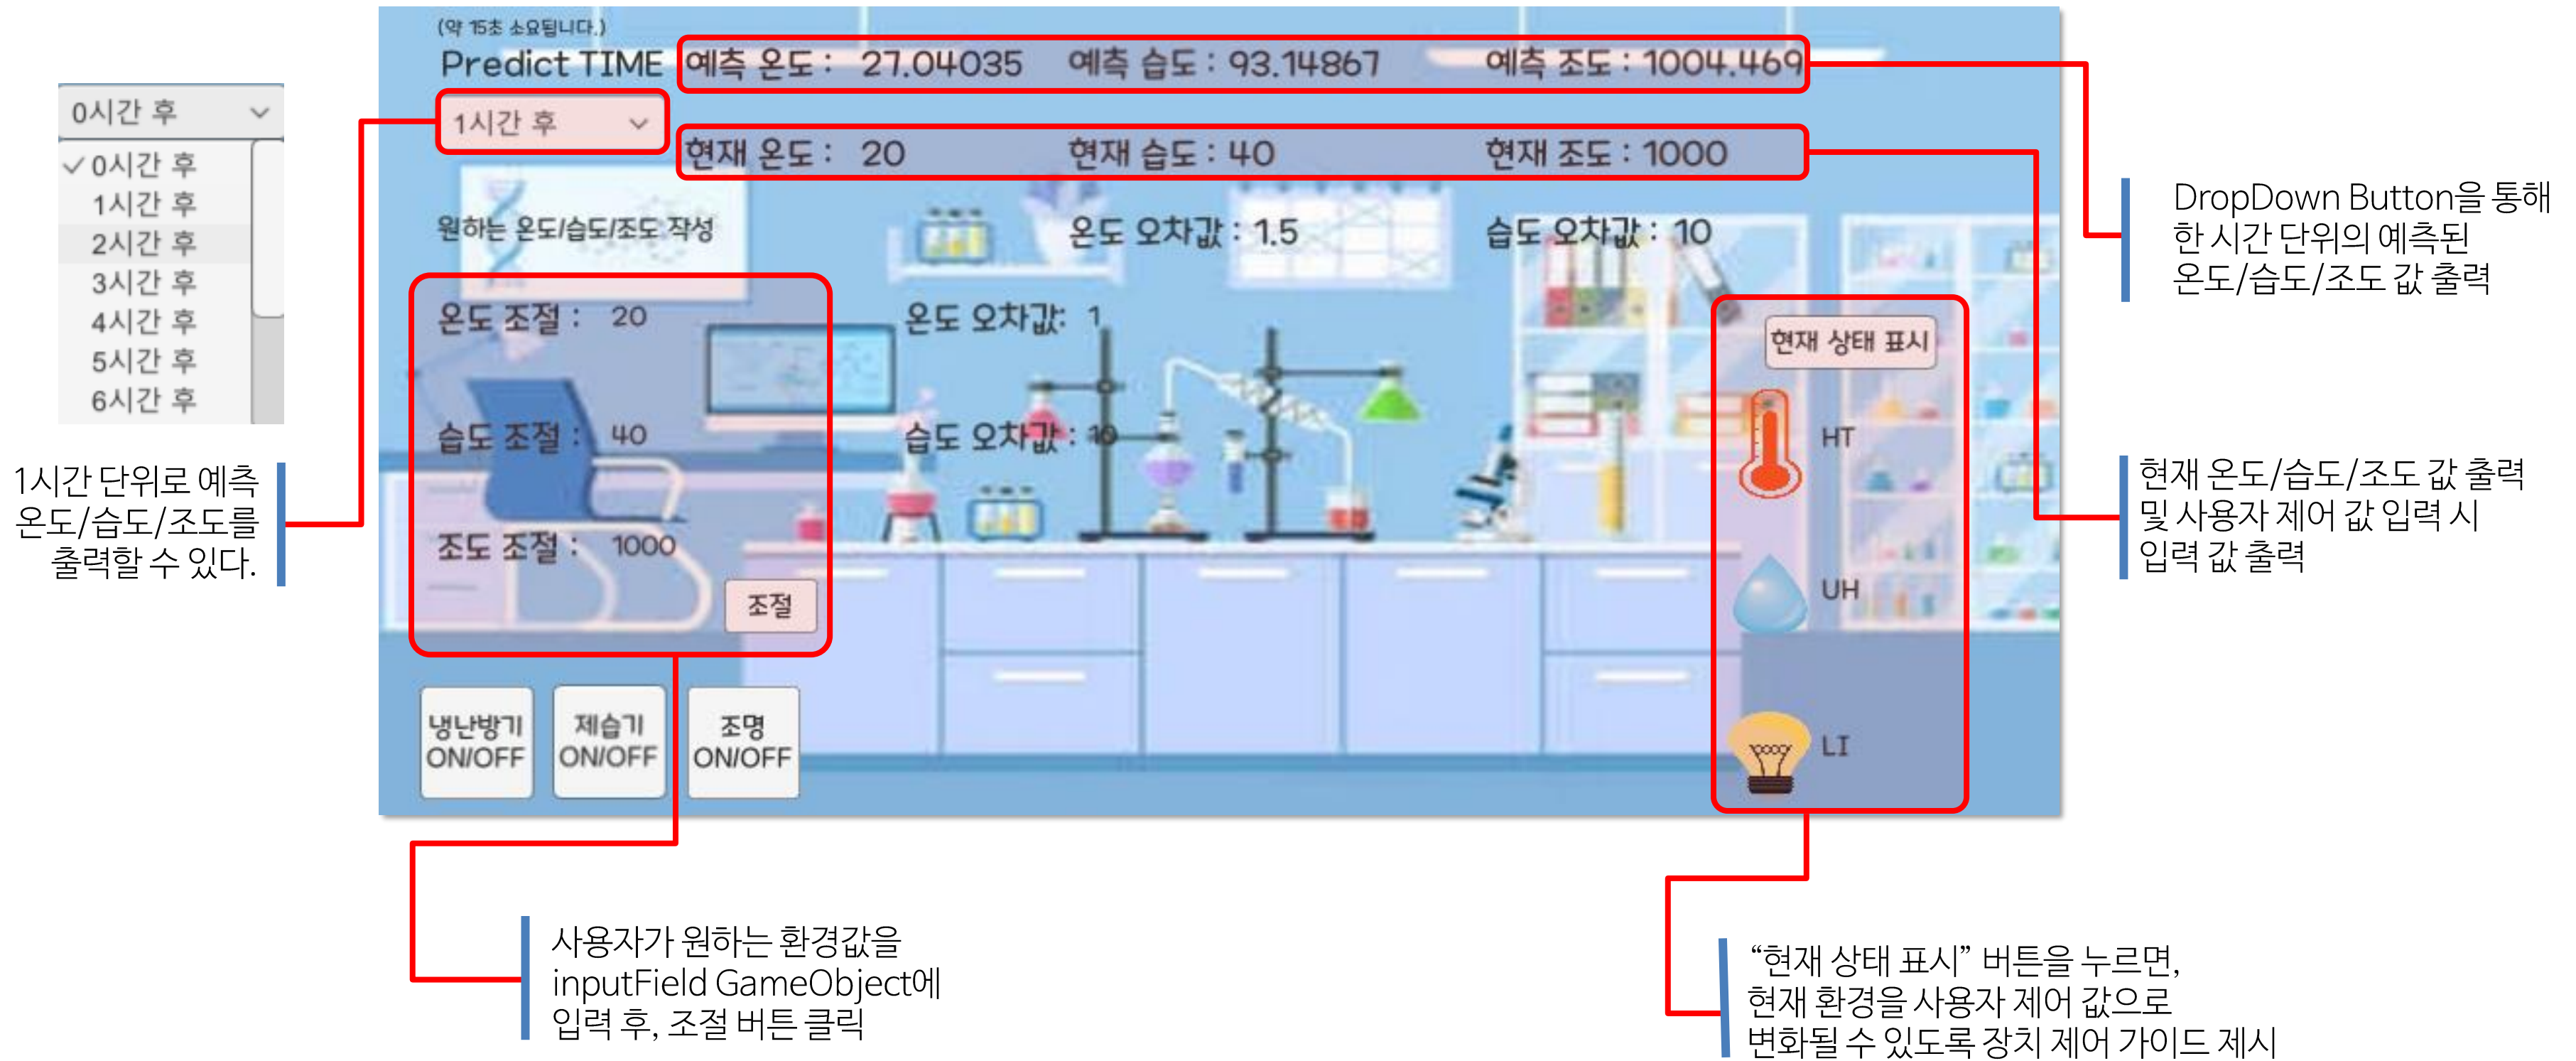 (약 15초 소요됩니다.)
Predict TIME 예측 온도 : 27.04035 예측 습도 : 93.14867 예측 조도 : 1004.469
1시간 후
현재 온도 : 20 현재 습도 : 40 현재 조도 : 1000
원하는 온도/습도/조도 작성 온도 오차값 : 1.5 습도 오차값 : 10
온도 조절 : 20 온도 오차값: 1
습도 조절 : 40 습도 오차값 : 10
조도 조절 : 1000
조절
냉난방기
ON/OFF
제습기
ON/OFF
조명
ON/OFF
현재 상태 표시
HT
UH
LI
0시간 후
0시간 후
1시간 후
2시간 후
3시간 후
4시간 후
5시간 후
6시간 후
1시간 단위로 예측
온도/습도/조도를
출력할 수 있다.
DropDown Button을 통해
한 시간 단위의 예측된
온도/습도/조도 값 출력
현재 온도/습도/조도 값 출력
및 사용자 제어 값 입력 시
입력 값 출력
사용자가 원하는 환경값을
inputField GameObject에
입력 후, 조절 버튼 클릭
“현재 상태 표시” 버튼을 누르면,
현재 환경을 사용자 제어 값으로
변화될 수 있도록 장치 제어 가이드 제시